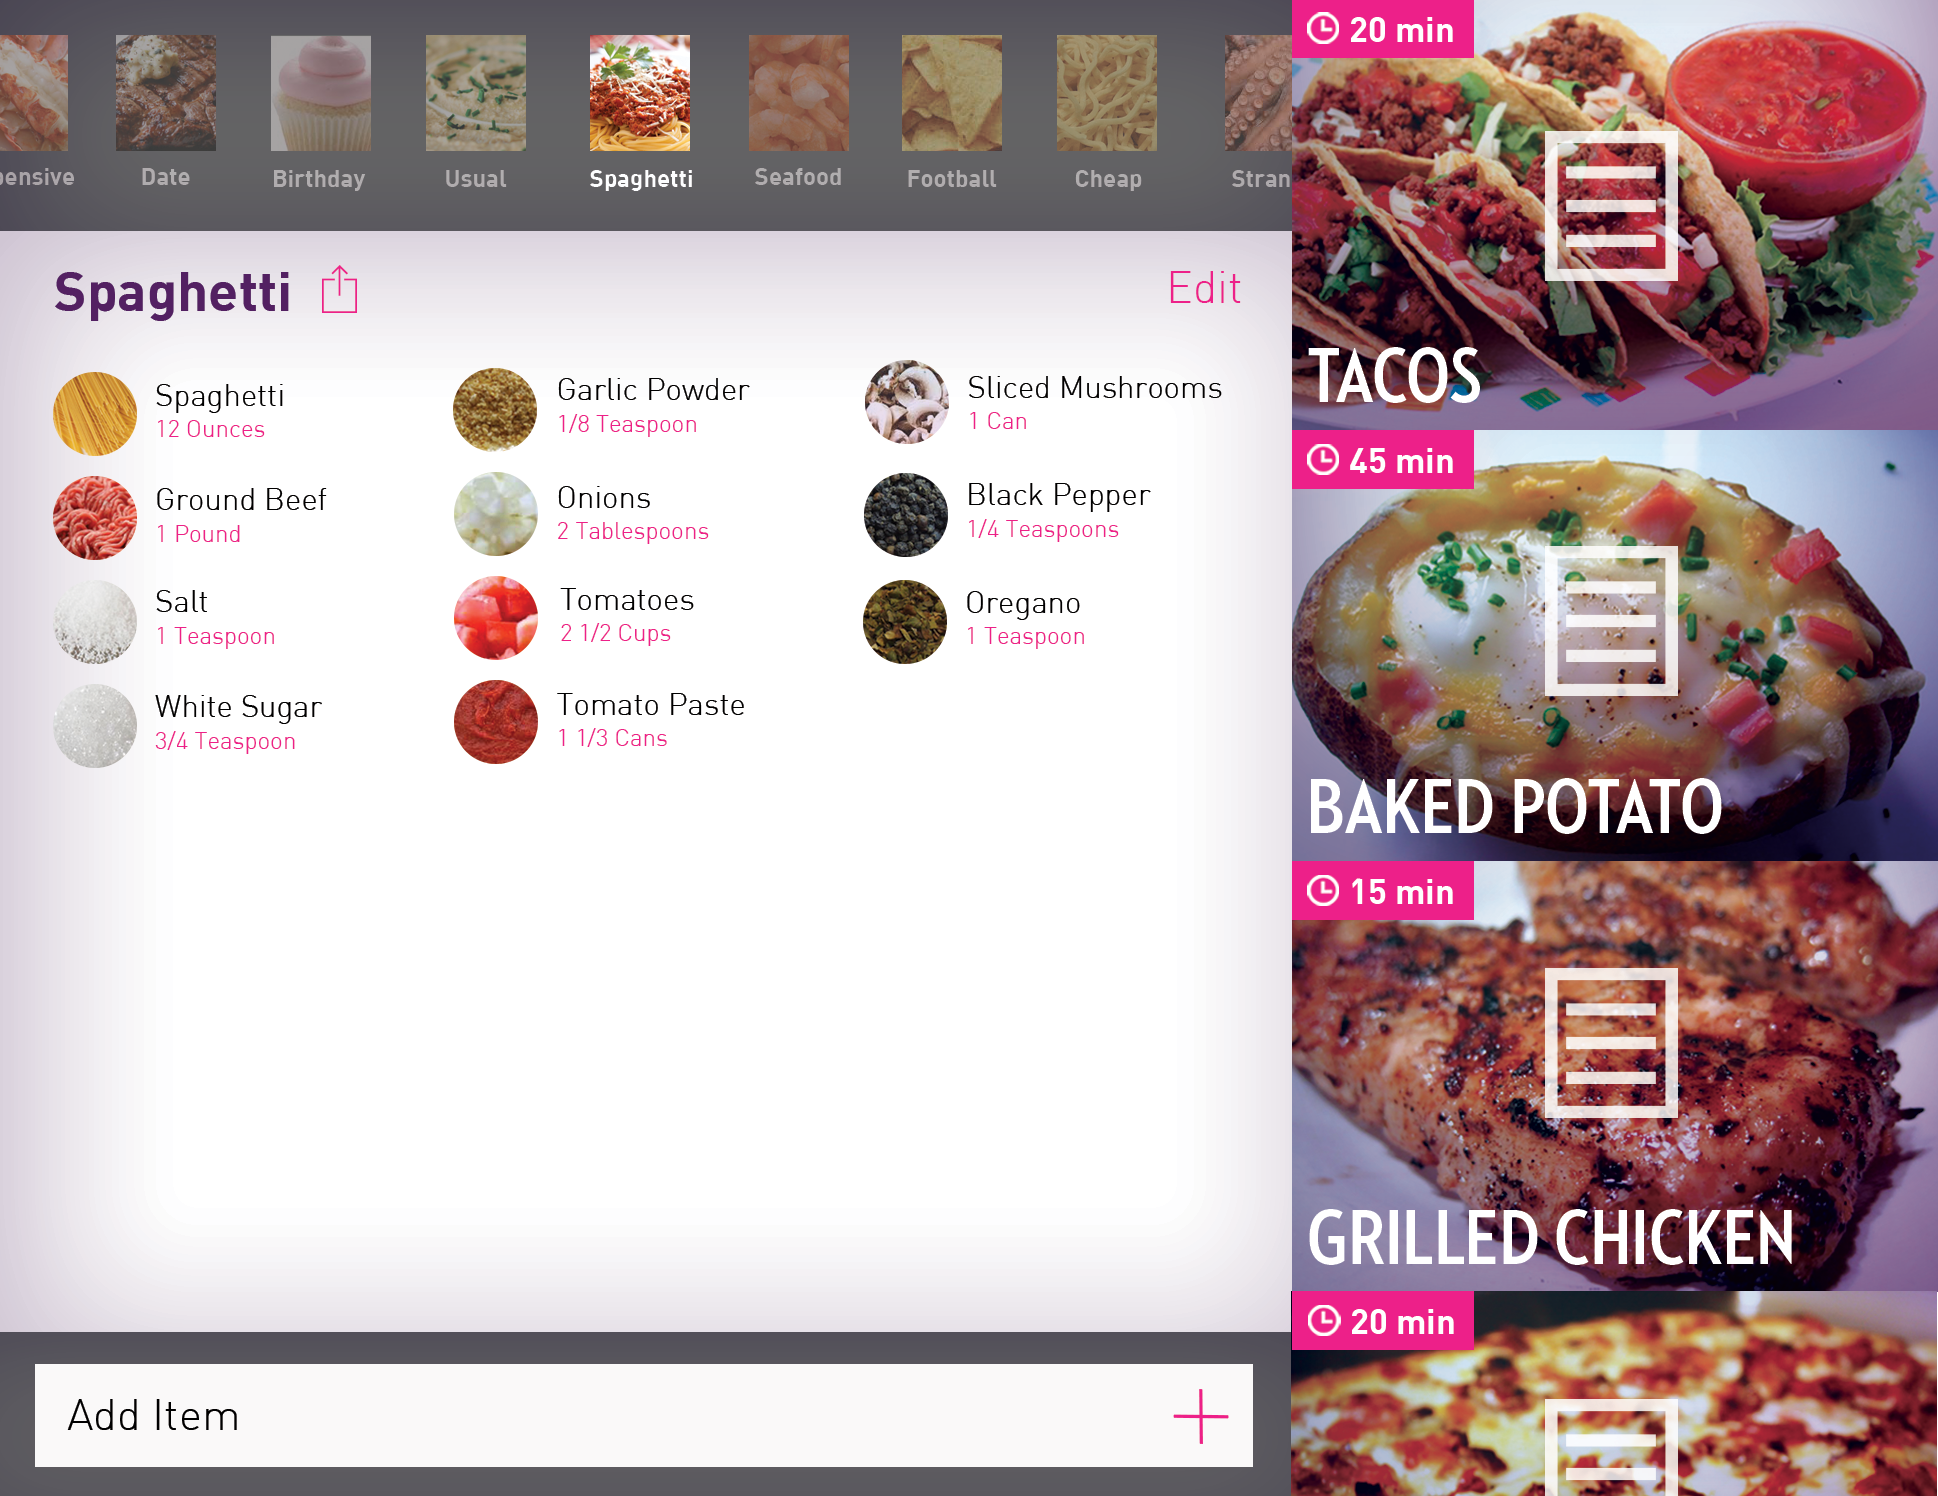 Date
Birthday
Usual
Spaghetti
Seafood
Football
Cheap
Spaghetti
Edit
Spaghetti
12 Ounces
Ground Beef
1 Pound
Salt
1 Teaspoon
White Sugar
3/4 Teaspoon
Garlic Powder
1/8 Teaspoon
Onions
2 Tablespoons
Tomatoes
2 1/2 Cups
Tomato Paste
1 1/3 Cans
Sliced Mushrooms
1 Can
Black Pepper
1/4 Teaspoons
Oregano
1 Teaspoon
Add Item
20 min
TACOS
45 min
BAKED POTATO
15 min
GRILLED CHICKEN
20 min